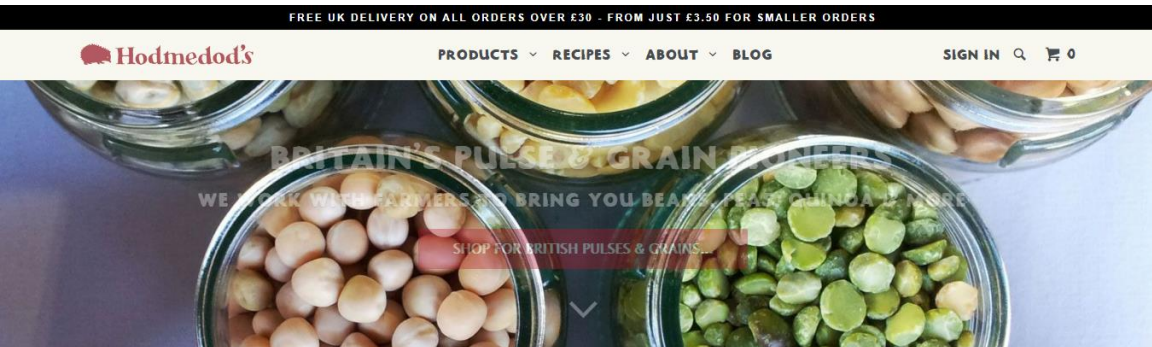 FREE UK DELIVERY ON ALL ORDERS OVER £30 - FROM JUST £3.50 FOR SMALLER ORDERS
Hodmedod's PRODUCTS RECIPES ABOUT BLOG SIGN IN 0
BRITAIN'S PULSE & GRAIN PIONEERS
WE WORK WITH FARMERS TO BRING YOU BEANS, PEAS, QUINOA & MORE
SHOP FOR BRITISH PULSES & GRAINS...